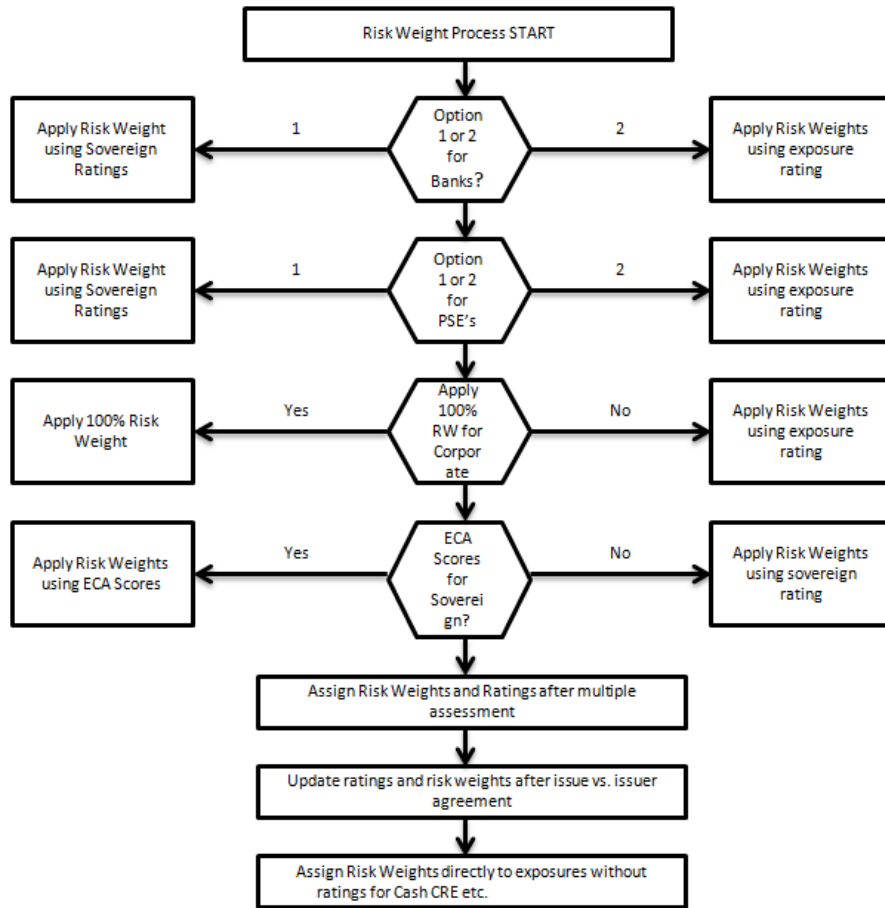 Risk Weight Process START
Apply Risk Weight
using Sovereign
Ratings
1
Option
1 or 2
for
Banks?
2
Apply Risk Weights
using exposure
rating
Apply Risk Weight
using Sovereign
Ratings
1
Option
1 or 2
for
PSE's
2
Apply Risk Weights
using exposure
rating
Apply 100% Risk
Weight
Yes
Apply
100%
RW for
Corpor
ate
No
Apply Risk Weights
using exposure
rating
Apply Risk Weights
using ECA Scores
Yes
ECA
Scores
for
Soverei
gn?
No
Apply Risk Weights
using sovereign
rating
Assign Risk Weights and Ratings after multiple
assessment
Update ratings and risk weights after issue vs. issuer
agreement
Assign Risk Weights directly to exposures without
ratings for Cash CRE etc.